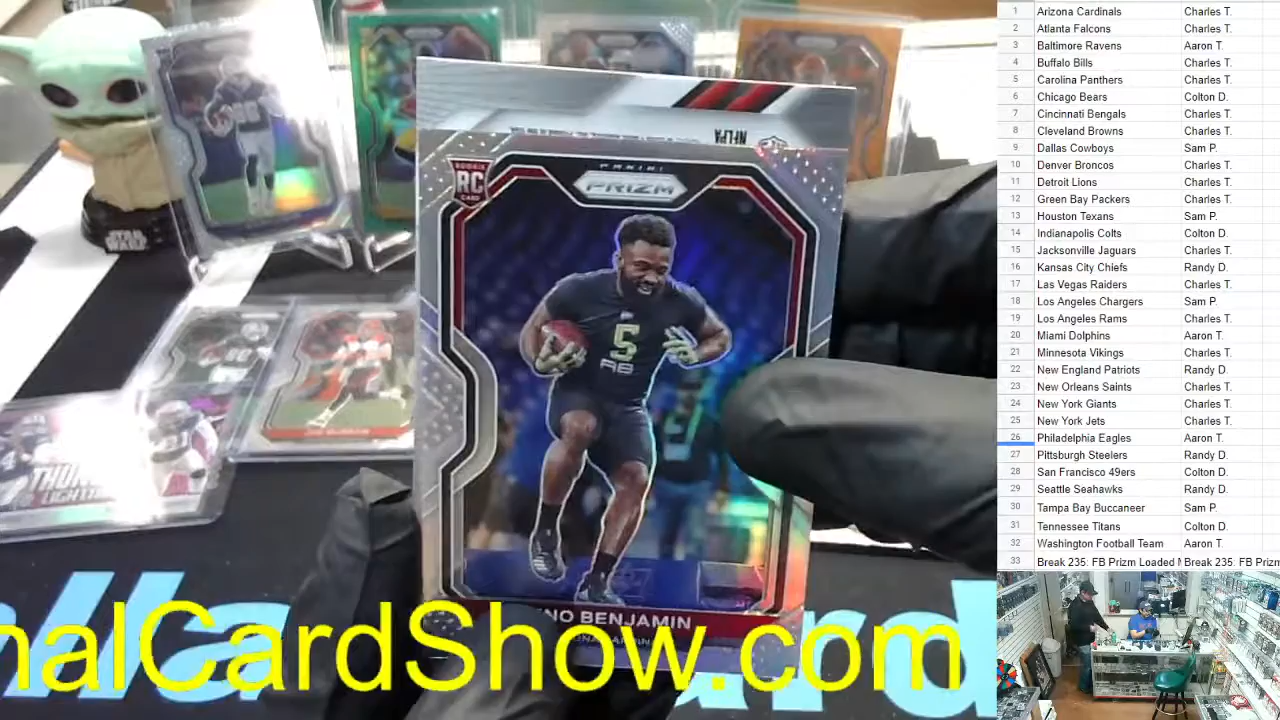 NFLPA
PANINI
PRIZM
ROOKIE
RC
CARD
5
RB
NO BENJAMIN
STAR WARS
nalCardShow.com
1 Arizona Cardinals Charles T.
2 Atlanta Falcons Charles T.
3 Baltimore Ravens Aaron T.
4 Buffalo Bills Charles T.
5 Carolina Panthers Charles T.
6 Chicago Bears Colton D.
7 Cincinnati Bengals Charles T.
8 Cleveland Browns Charles T.
9 Dallas Cowboys Sam P.
10 Denver Broncos Charles T.
11 Detroit Lions Charles T.
12 Green Bay Packers Charles T.
13 Houston Texans Sam P.
14 Indianapolis Colts Colton D.
15 Jacksonville Jaguars Charles T.
16 Kansas City Chiefs Randy D.
17 Las Vegas Raiders Charles T.
18 Los Angeles Chargers Sam P.
19 Los Angeles Rams Charles T.
20 Miami Dolphins Aaron T.
21 Minnesota Vikings Charles T.
22 New England Patriots Randy D.
23 New Orleans Saints Charles T.
24 New York Giants Charles T.
25 New York Jets Charles T.
26 Philadelphia Eagles Aaron T.
27 Pittsburgh Steelers Randy D.
28 San Francisco 49ers Colton D.
29 Seattle Seahawks Randy D.
30 Tampa Bay Buccaneer Sam P.
31 Tennessee Titans Colton D.
32 Washington Football Team Aaron T.
33 Break 235: FB Prizm Loaded Break 235: FB Prizm